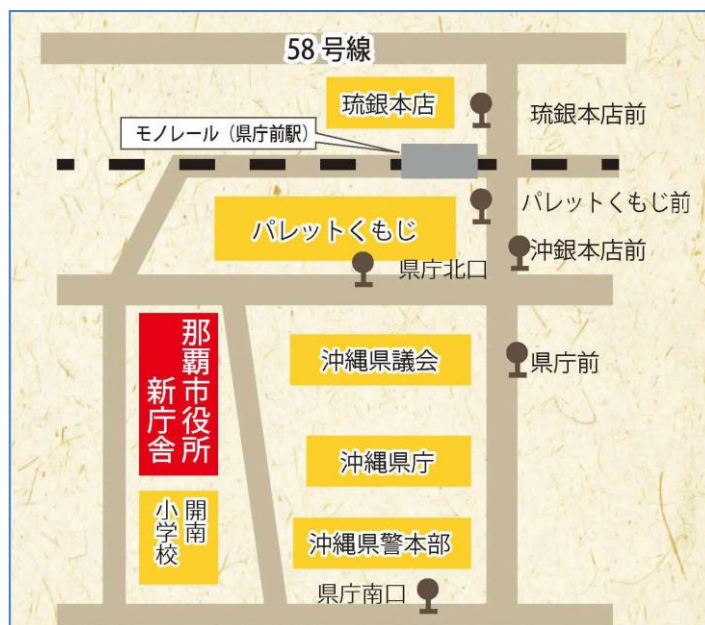 58号線
琉銀本店
琉銀本店前
モノレール（県庁前駅）
パレットくもじ前
パレットくもじ
沖銀本店前
県庁北口
那覇市役所
新庁舎
沖縄県議会
県庁前
沖縄県庁
開南
小学校
沖縄県警本部
県庁南口